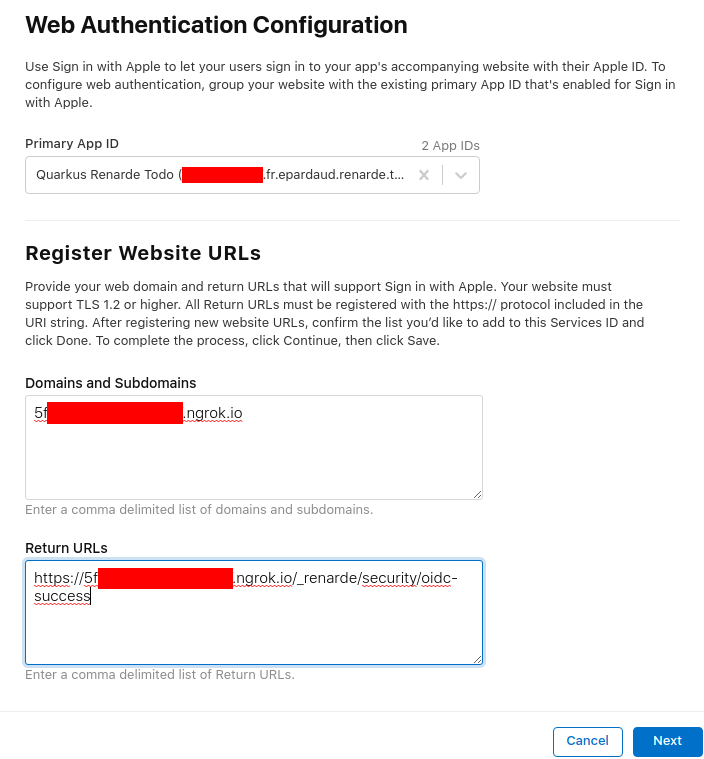 Web Authentication Configuration
Use Sign in with Apple to let your users sign in to your app's accompanying website with their Apple ID. To
configure web authentication, group your website with the existing primary App ID that's enabled for Sign in
with Apple.
Primary App ID
2 App IDs
Quarkus Renarde Todo (.fr.epardaud.renarde.t...
Register Website URLs
Provide your web domain and return URLs that will support Sign in with Apple. Your website must
support TLS 1.2 or higher. All Return URLs must be registered with the https:// protocol included in the
URI string. After registering new website URLs, confirm the list you’d like to add to this Services ID and
click Done. To complete the process, click Continue, then click Save.
Domains and Subdomains
5f.ngrok.io
Enter a comma delimited list of domains and subdomains.
Return URLs
https://5f.ngrok.io/_renarde/security/oidc-
success
Enter a comma delimited list of Return URLs.
Cancel
Next